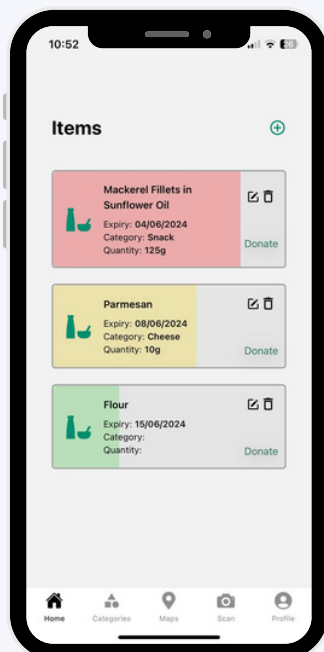 10:52
Items
Mackerel Fillets in
Sunflower Oil
Expiry: 04/06/2024
Category: Snack
Quantity: 125g
Donate
Parmesan
Expiry: 08/06/2024
Category: Cheese
Quantity: 10g
Donate
Flour
Expiry: 15/06/2024
Category:
Quantity:
Donate
Home
Categories
Maps
Scan
Profile